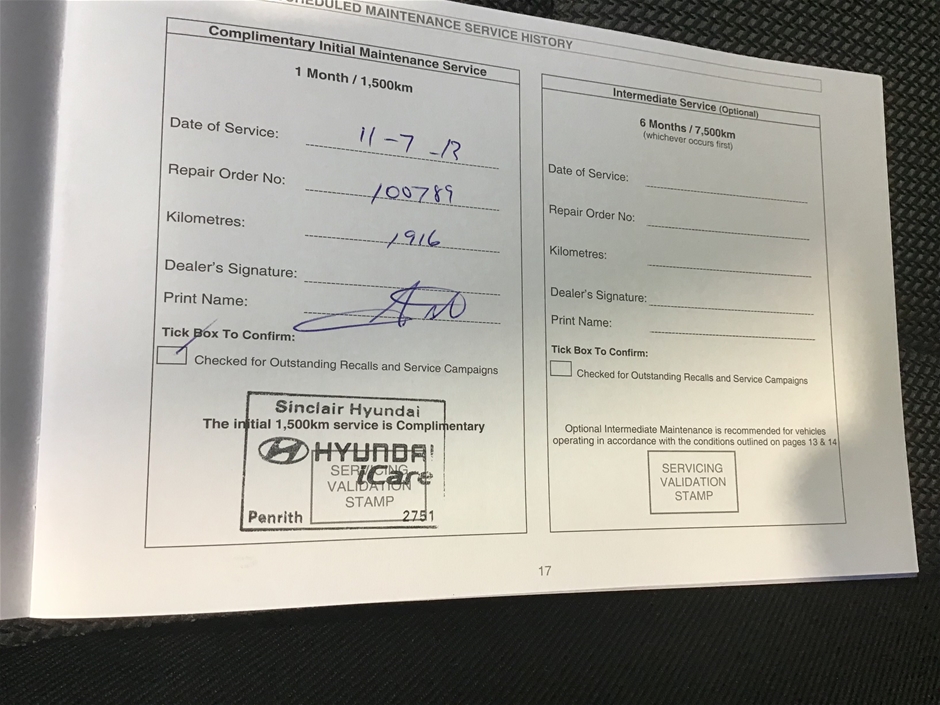 SCHEDULED MAINTENANCE SERVICE HISTORY
Complimentary Initial Maintenance Service
1 Month / 1,500km
Date of Service: 11-7-13
Repair Order No: 100789
Kilometres: 1916
Dealer's Signature:
Print Name:
Tick Box To Confirm:
Checked for Outstanding Recalls and Service Campaigns
Sinclair Hyundai
The initial 1,500km service is Complimentary
HYUNDAI
iCare
SERVICING
VALIDATION
STAMP
Penrith 2751
Intermediate Service (Optional)
6 Months / 7,500km
(whichever occurs first)
Date of Service:
Repair Order No:
Kilometres:
Dealer's Signature:
Print Name:
Tick Box To Confirm:
Checked for Outstanding Recalls and Service Campaigns
Optional Intermediate Maintenance is recommended for vehicles
operating in accordance with the conditions outlined on pages 13 & 14
SERVICING
VALIDATION
STAMP
17